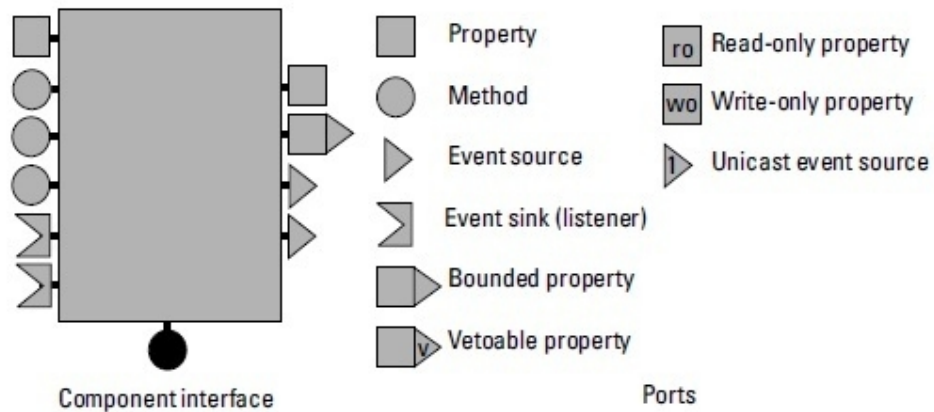 Property
Method
Event source
Event sink (listener)
Bounded property
v
Vetoable property
ro
Read-only property
wo
Write-only property
1
Unicast event source
Component interface
Ports